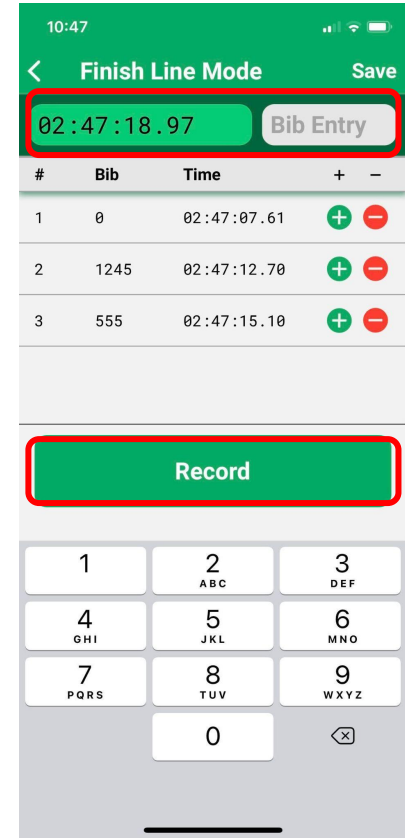 10:47
Finish Line Mode Save
02:47:18.97 Bib Entry
# Bib Time + −
1 0 02:47:07.61 + −
2 1245 02:47:12.70 + −
3 555 02:47:15.10 + −
Record
1 2 3
ABC DEF
4 5 6
GHI JKL MNO
7 8 9
PQRS TUV WXYZ
0